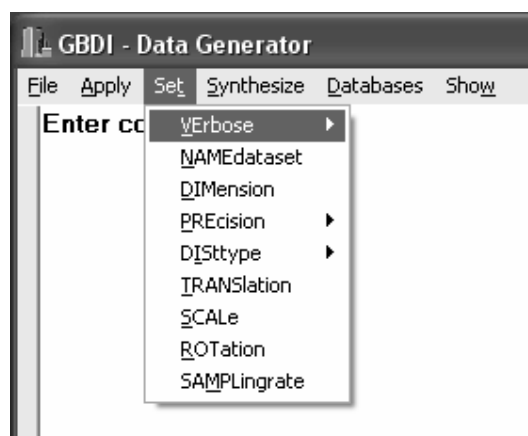 GBDI - Data Generator
File Apply Set Synthesize Databases Show
Enter
VErbose
NAMEdataset
DIMension
PREcision
DISttype
TRANSlation
SCALe
ROTation
SAMPLingrate